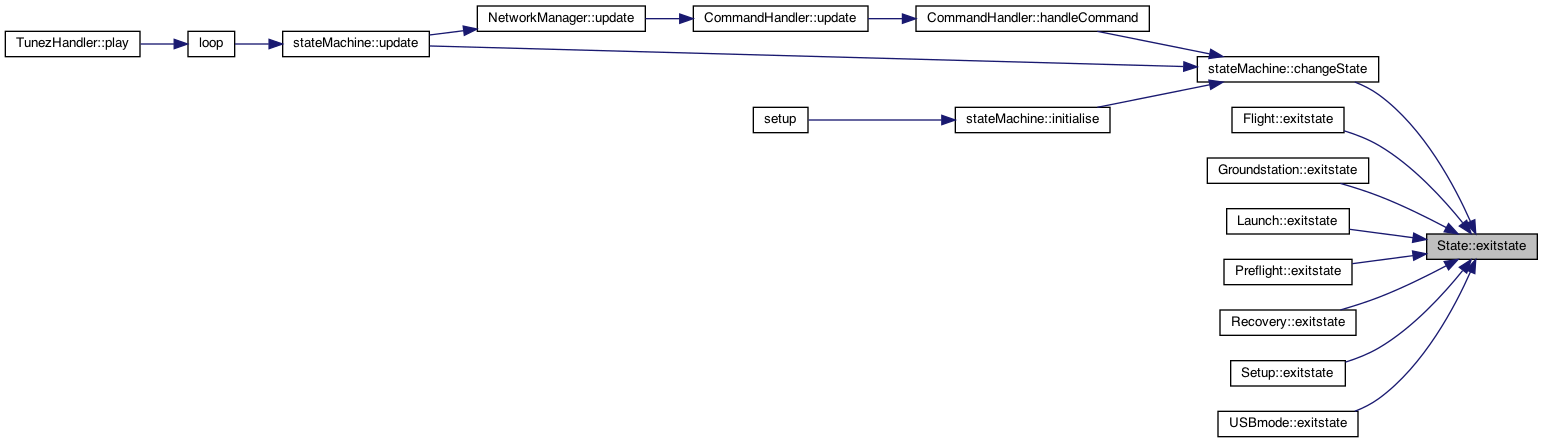 NetworkManager::update
CommandHandler::update
CommandHandler::handleCommand
TunezHandler::play
loop
stateMachine::update
stateMachine::changeState
setup
stateMachine::initialise
Flight::exitstate
Groundstation::exitstate
Launch::exitstate
State::exitstate
Preflight::exitstate
Recovery::exitstate
Setup::exitstate
USBmode::exitstate